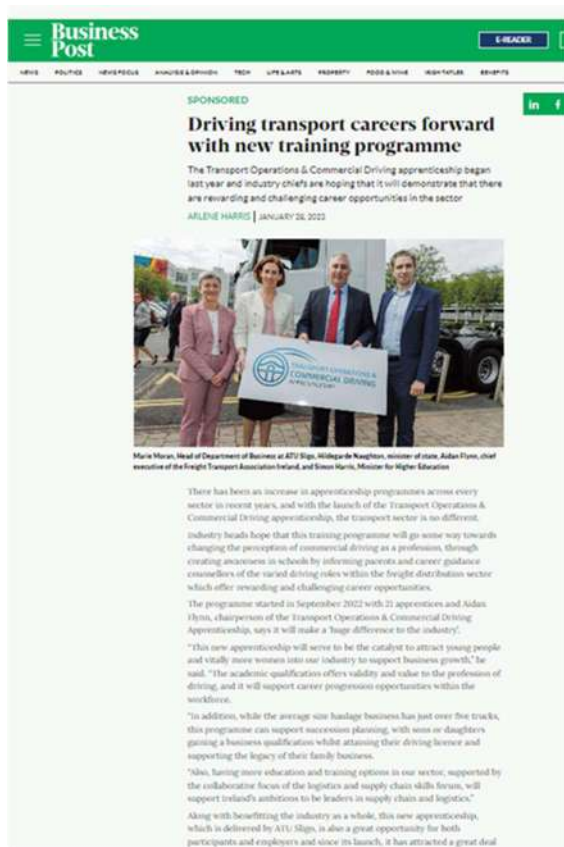 Business
Post
E-READER
NEWS POLITICS NEWS FOCUS ANALYSIS & OPINION TECH LIFE & ARTS PROPERTY FOOD & WINE IRISH TATLER BENEFITS
SPONSORED
in f
Driving transport careers forward
with new training programme
The Transport Operations & Commercial Driving apprenticeship began
last year and industry chiefs are hoping that it will demonstrate that there
are rewarding and challenging career opportunities in the sector
ARLENE HARRIS | JANUARY 28, 2023
TRANSPORT OPERATIONS &
COMMERCIAL DRIVING
APPRENTICESHIP
Marie Moran, Head of Department of Business at ATU Sligo, Hildegarde Naughton, minister of state, Aidan Flynn, chief
executive of the Freight Transport Association Ireland, and Simon Harris, Minister for Higher Education
There has been an increase in apprenticeship programmes across every
sector in recent years, and with the launch of the Transport Operations &
Commercial Driving apprenticeship, the transport sector is no different.
Industry heads hope that this training programme will go some way towards
changing the perception of commercial driving as a profession, through
creating awareness in schools by informing parents and career guidance
counsellors of the varied driving roles within the freight distribution sector
which offer rewarding and challenging career opportunities.
The programme started in September 2022 with 21 apprentices and Aidan
Flynn, chairperson of the Transport Operations & Commercial Driving
Apprenticeship, says it will make a 'huge difference to the industry'.
"This new apprenticeship will serve to be the catalyst to attract young people
and vitally more women into our industry to support business growth," he
said. "The academic qualification offers validity and value to the profession of
driving, and it will support career progression opportunities within the
workforce.
"In addition, while the average size haulage business has just over five trucks,
this programme can support succession planning, with sons or daughters
gaining a business qualification whilst attaining their driving licence and
supporting the legacy of their family business.
"Also, having more education and training options in our sector, supported by
the collaborative focus of the logistics and supply chain skills forum, will
support Ireland's ambitions to be leaders in supply chain and logistics."
Along with benefitting the industry as a whole, this new apprenticeship,
which is delivered by ATU Sligo, is also a great opportunity for both
participants and employers and since its launch, it has attracted a great deal